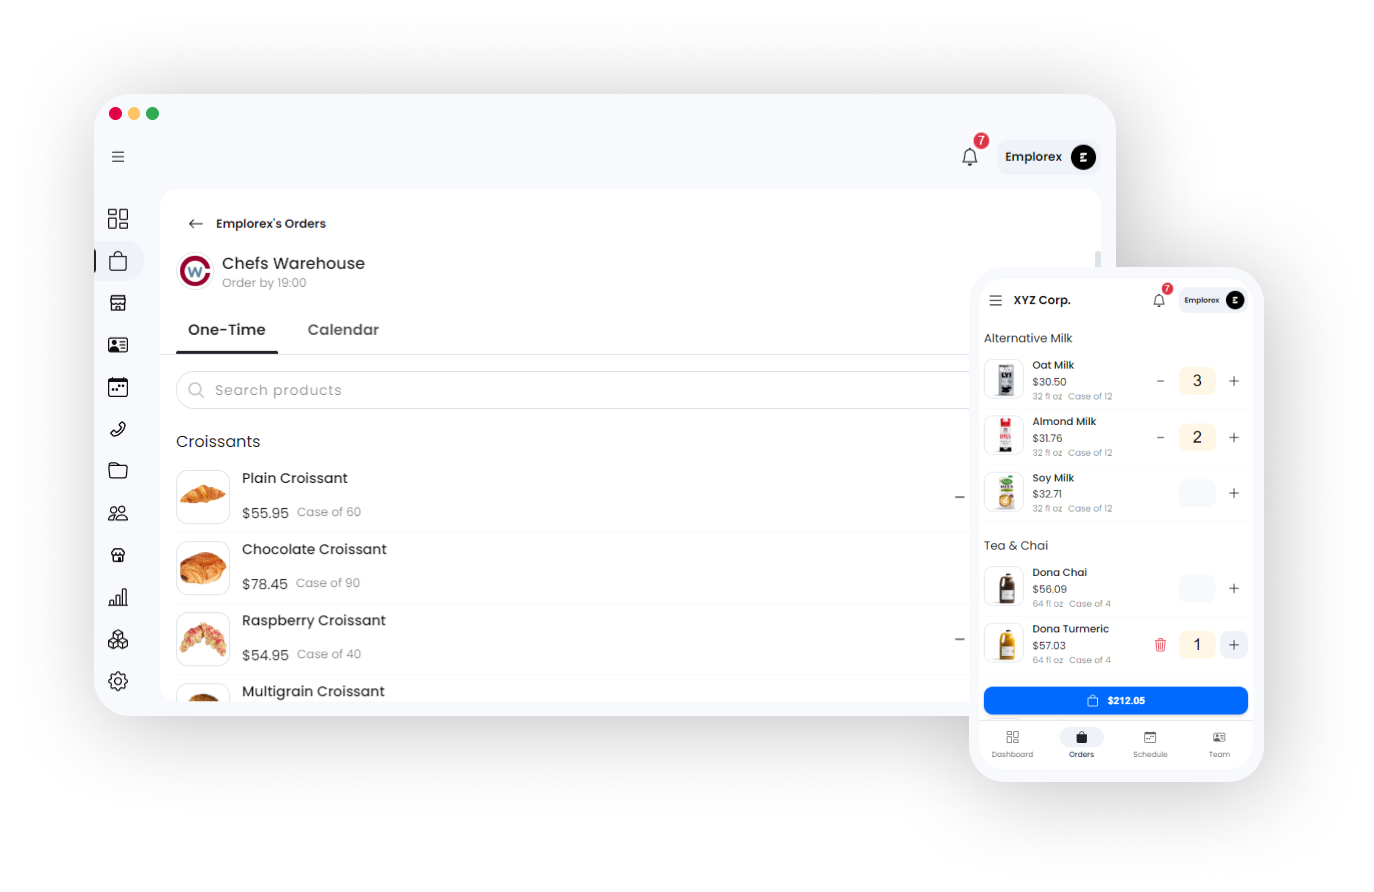 7
Emplorex
Emplorex's Orders
Chefs Warehouse
Order by 19:00
One-Time Calendar
Search products
Croissants
Plain Croissant
$55.95 Case of 60
Chocolate Croissant
$78.45 Case of 90
Raspberry Croissant
$54.95 Case of 40
Multigrain Croissant
7
XYZ Corp. Emplorex
Alternative Milk
Oat Milk
$30.50
32 fl oz Case of 12
− 3 +
Almond Milk
$31.76
32 fl oz Case of 12
− 2 +
Soy Milk
$32.71
32 fl oz Case of 12
+
Tea & Chai
Dona Chai
$56.09
64 fl oz Case of 4
+
Dona Turmeric
$57.03
64 fl oz Case of 4
1 +
$212.05
Dashboard Orders Schedule Team